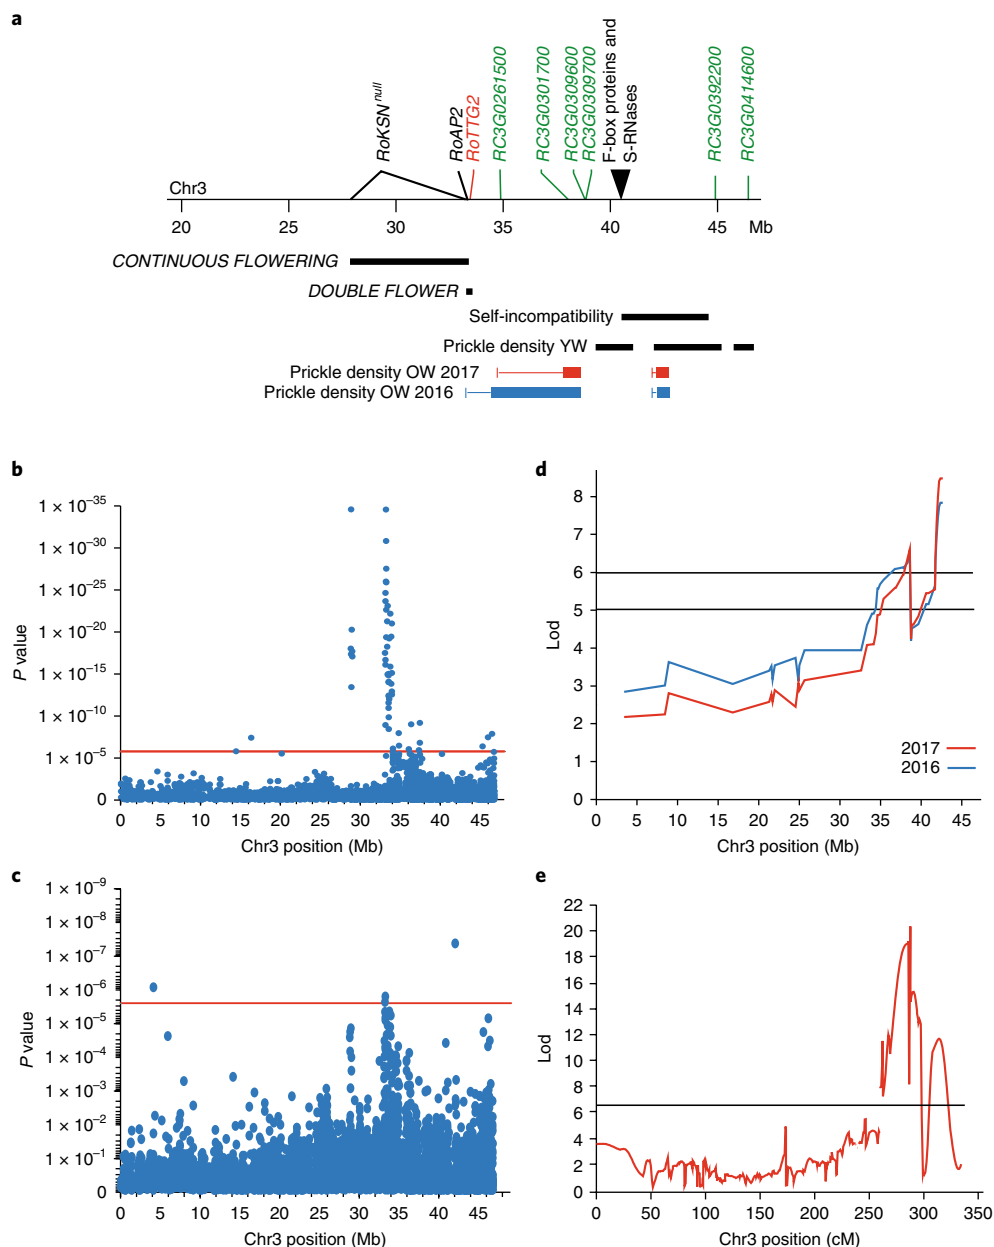 a
RoKSNnull
RoAP2
RoTTG2
RC3G0261500
RC3G0301700
RC3G0309600
RC3G0309700
F-box proteins and
S-RNases
RC3G0392200
RC3G0414600
Chr3
20 25 30 35 40 45 Mb
CONTINUOUS FLOWERING
DOUBLE FLOWER
Self-incompatibility
Prickle density YW
Prickle density OW 2017
Prickle density OW 2016
b
P value
1 × 10–35
1 × 10–30
1 × 10–25
1 × 10–20
1 × 10–15
1 × 10–10
1 × 10–5
0
0 5 10 15 20 25 30 35 40 45
Chr3 position (Mb)
d
Lod
8
7
6
5
4
3
2
1
0
2017
2016
0 5 10 15 20 25 30 35 40 45
Chr3 position (Mb)
c
P value
1 × 10–9
1 × 10–8
1 × 10–7
1 × 10–6
1 × 10–5
1 × 10–4
1 × 10–3
1 × 10–2
1 × 10–1
0
0 5 10 15 20 25 30 35 40 45
Chr3 position (Mb)
e
Lod
22
20
18
16
14
12
10
8
6
4
2
0
0 50 100 150 200 250 300 350
Chr3 position (cM)